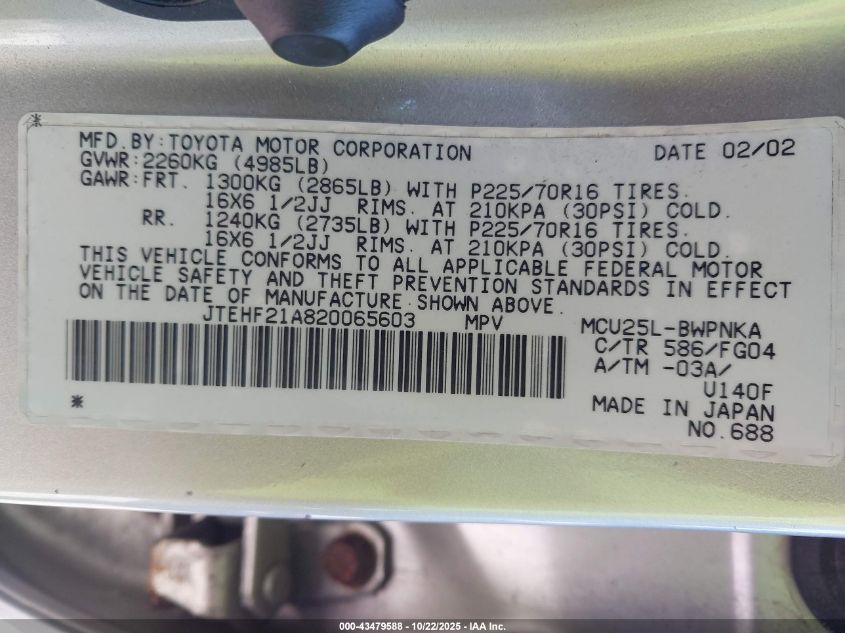 MFD. BY: TOYOTA MOTOR CORPORATION DATE 02/02
GVWR: 2260KG (4985LB)
GAWR: FRT. 1300KG (2865LB) WITH P225/70R16 TIRES.
16X6 1/2JJ RIMS. AT 210KPA (30PSI) COLD.
RR. 1240KG (2735LB) WITH P225/70R16 TIRES.
16X6 1/2JJ RIMS. AT 210KPA (30PSI) COLD.
THIS VEHICLE CONFORMS TO ALL APPLICABLE FEDERAL MOTOR
VEHICLE SAFETY AND THEFT PREVENTION STANDARDS IN EFFECT
ON THE DATE OF MANUFACTURE SHOWN ABOVE.
JTEHF21A820065603 MPV MCU25L-BWPNKA
C/TR 586/FG04
A/TM -03A/
U140F
MADE IN JAPAN
NO. 688
000-43479588 - 10/22/2025 - IAA Inc.